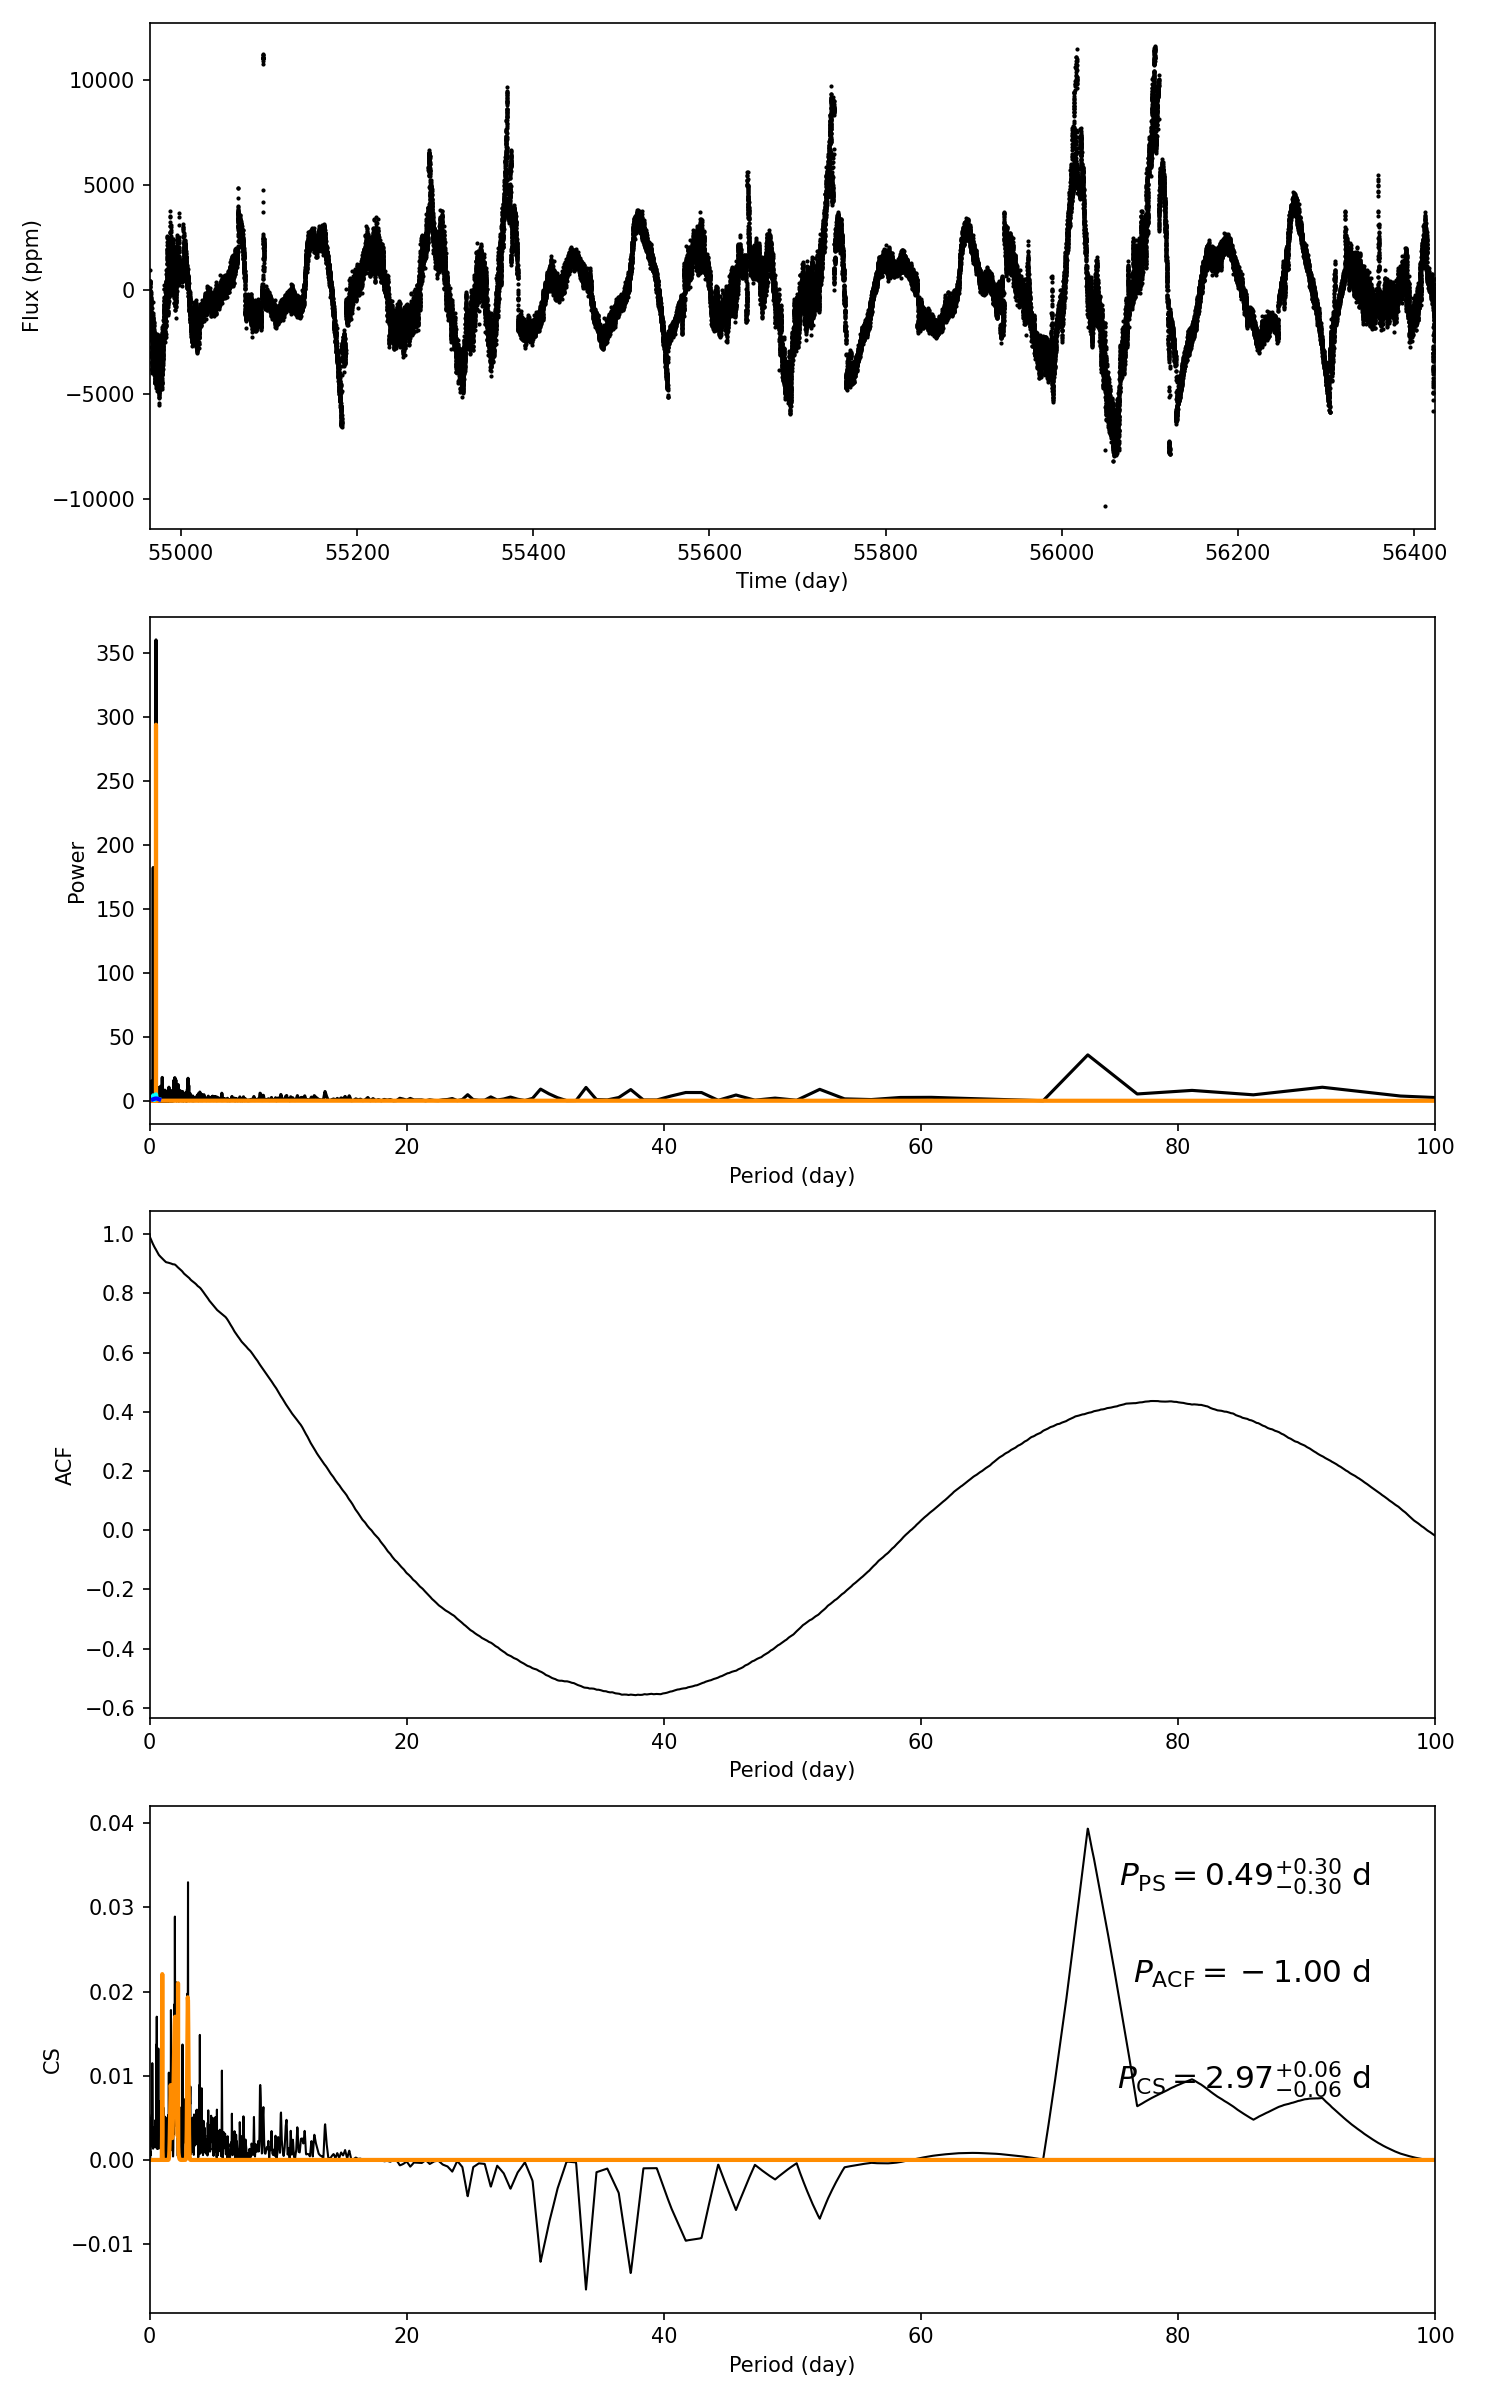 10000
5000
0
−5000
−10000
Flux (ppm)
55000 55200 55400 55600 55800 56000 56200 56400
Time (day)
350
300
250
200
150
100
50
0
Power
0 20 40 60 80 100
Period (day)
1.0
0.8
0.6
0.4
0.2
0.0
−0.2
−0.4
−0.6
ACF
0 20 40 60 80 100
Period (day)
0.04
0.03
0.02
0.01
0.00
−0.01
CS
P_PS = 0.49 +0.30 −0.30 d
P_ACF = −1.00 d
P_CS = 2.97 +0.06 −0.06 d
0 20 40 60 80 100
Period (day)